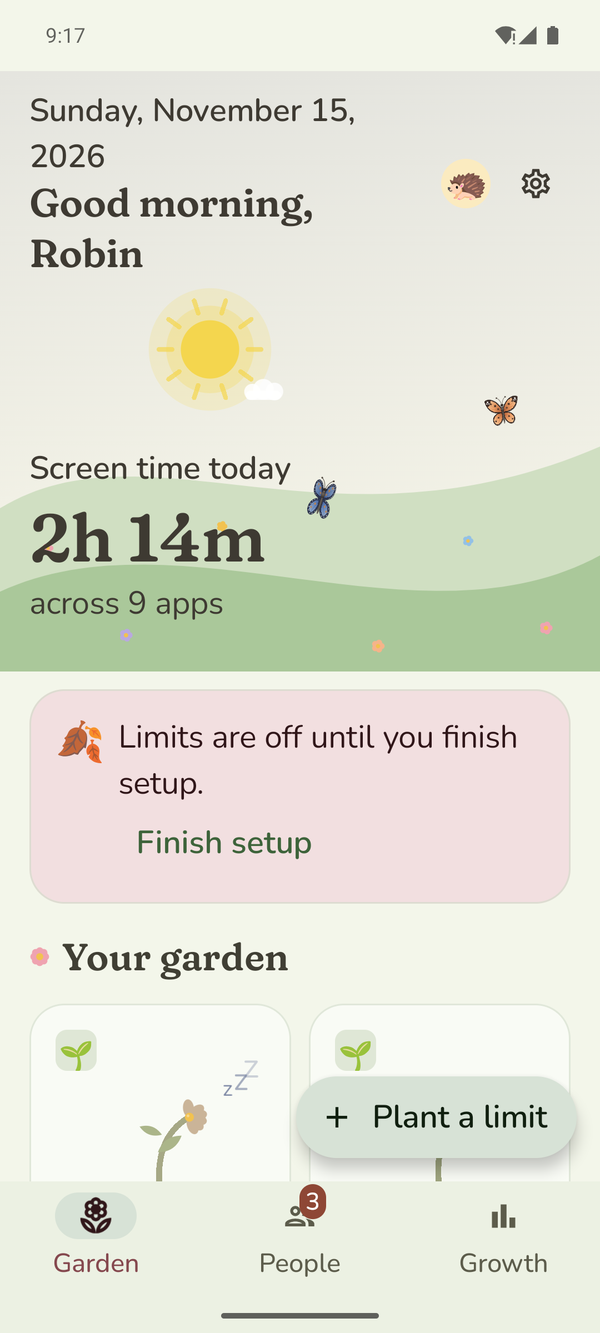 9:17
Sunday, November 15,
2026
Good morning,
Robin
Screen time today
2h 14m
across 9 apps
Limits are off until you finish
setup.
Finish setup
Your garden
z z z
+ Plant a limit
3
Garden
People
Growth